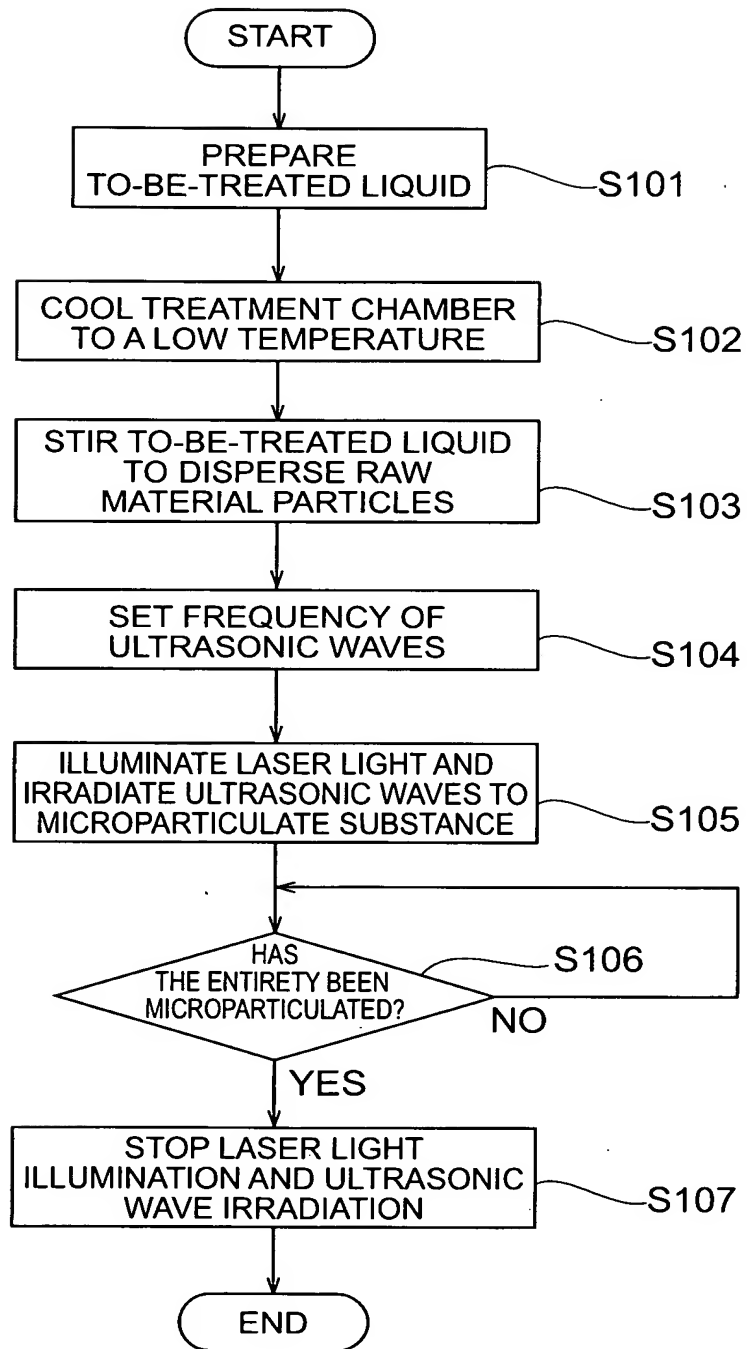 START
PREPARE
TO-BE-TREATED LIQUID
S101
COOL TREATMENT CHAMBER
TO A LOW TEMPERATURE
S102
STIR TO-BE-TREATED LIQUID
TO DISPERSE RAW
MATERIAL PARTICLES
S103
SET FREQUENCY OF
ULTRASONIC WAVES
S104
ILLUMINATE LASER LIGHT AND
IRRADIATE ULTRASONIC WAVES TO
MICROPARTICULATE SUBSTANCE
S105
HAS
THE ENTIRETY BEEN
MICROPARTICULATED?
S106
NO
YES
STOP LASER LIGHT
ILLUMINATION AND ULTRASONIC
WAVE IRRADIATION
S107
END